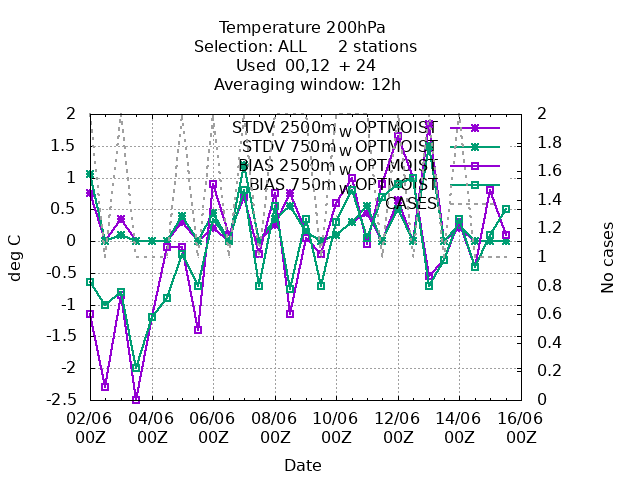 Temperature 200hPa
Selection: ALL 2 stations
Used 00,12 + 24
Averaging window: 12h
STDV 2500m_W OPTMOIST
STDV 750m_W OPTMOIST
BIAS 2500m_W OPTMOIST
BIAS 750m_W OPTMOIST
CASES
2
1.5
1
0.5
0
-0.5
-1
-1.5
-2
-2.5
deg C
2
1.8
1.6
1.4
1.2
1
0.8
0.6
0.4
0.2
0
No cases
02/06 04/06 06/06 08/06 10/06 12/06 14/06 16/06
00Z 00Z 00Z 00Z 00Z 00Z 00Z 00Z
Date